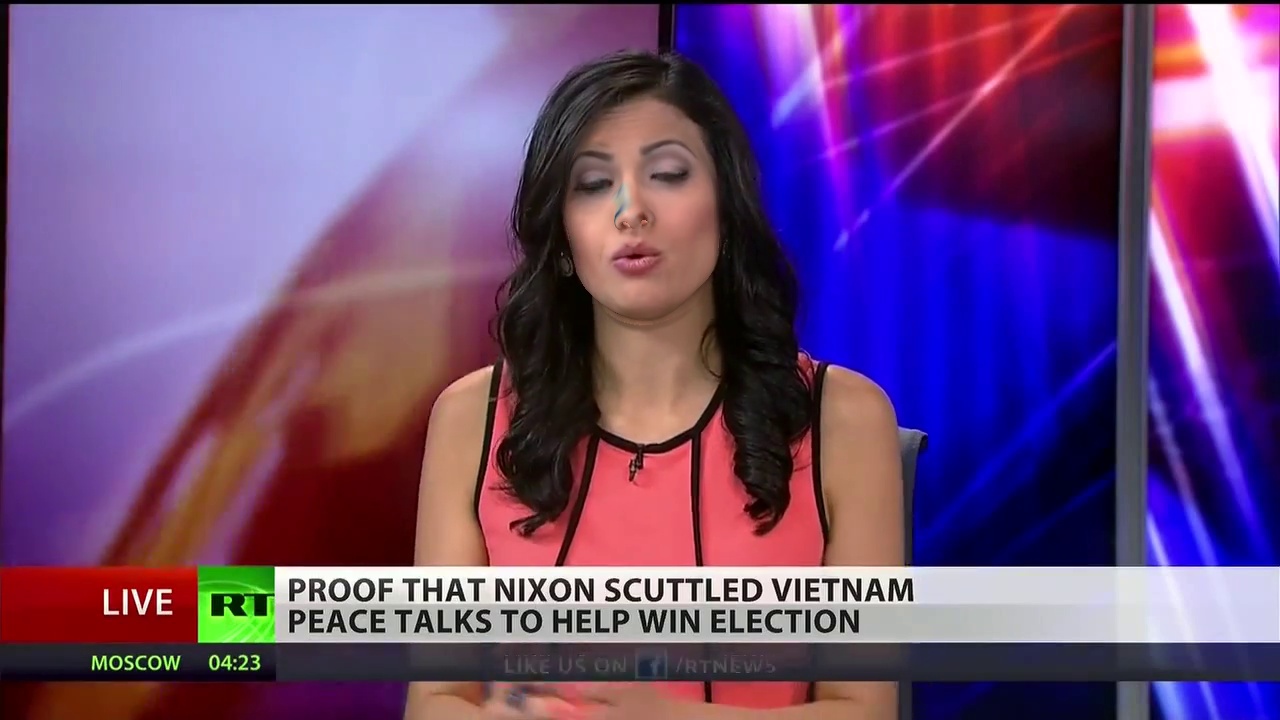 LIVE
RT
PROOF THAT NIXON SCUTTLED VIETNAM
PEACE TALKS TO HELP WIN ELECTION
MOSCOW 04:23
LIKE US ON f /RTNEWS